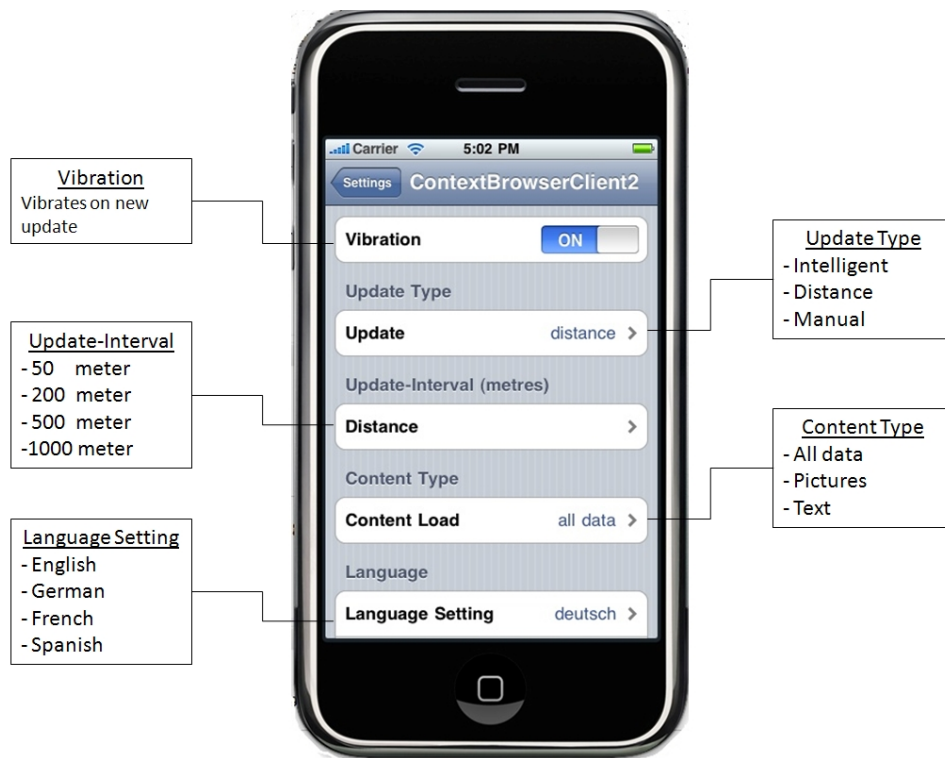 Carrier 5:02 PM
Settings ContextBrowserClient2
Vibration ON
Update Type
Update distance
Update-Interval (metres)
Distance
Content Type
Content Load all data
Language
Language Setting deutsch
Vibration
Vibrates on new
update
Update-Interval
- 50 meter
- 200 meter
- 500 meter
-1000 meter
Language Setting
- English
- German
- French
- Spanish
Update Type
- Intelligent
- Distance
- Manual
Content Type
- All data
- Pictures
- Text